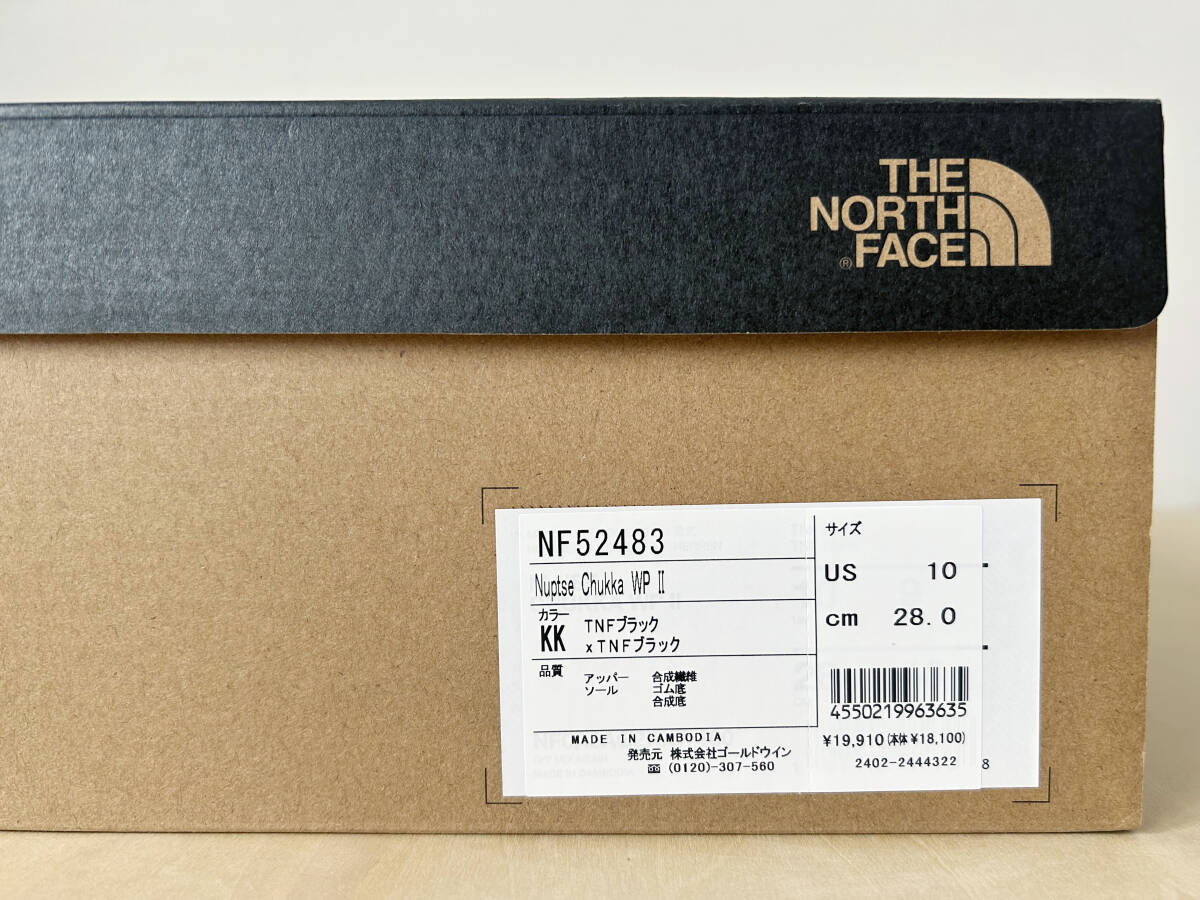 THE
NORTH
FACE
®
NF52483
Nuptse Chukka WP II
カラー
KK TNFブラック
xTNFブラック
品質 アッパー 合成繊維
ソール ゴム底
合成底
MADE IN CAMBODIA
発売元 株式会社ゴールドウイン
☎ (0120)-307-560
サイズ
US 10
cm 28.0
4550219963635
¥19,910(本体¥18,100)
2402-2444322
8